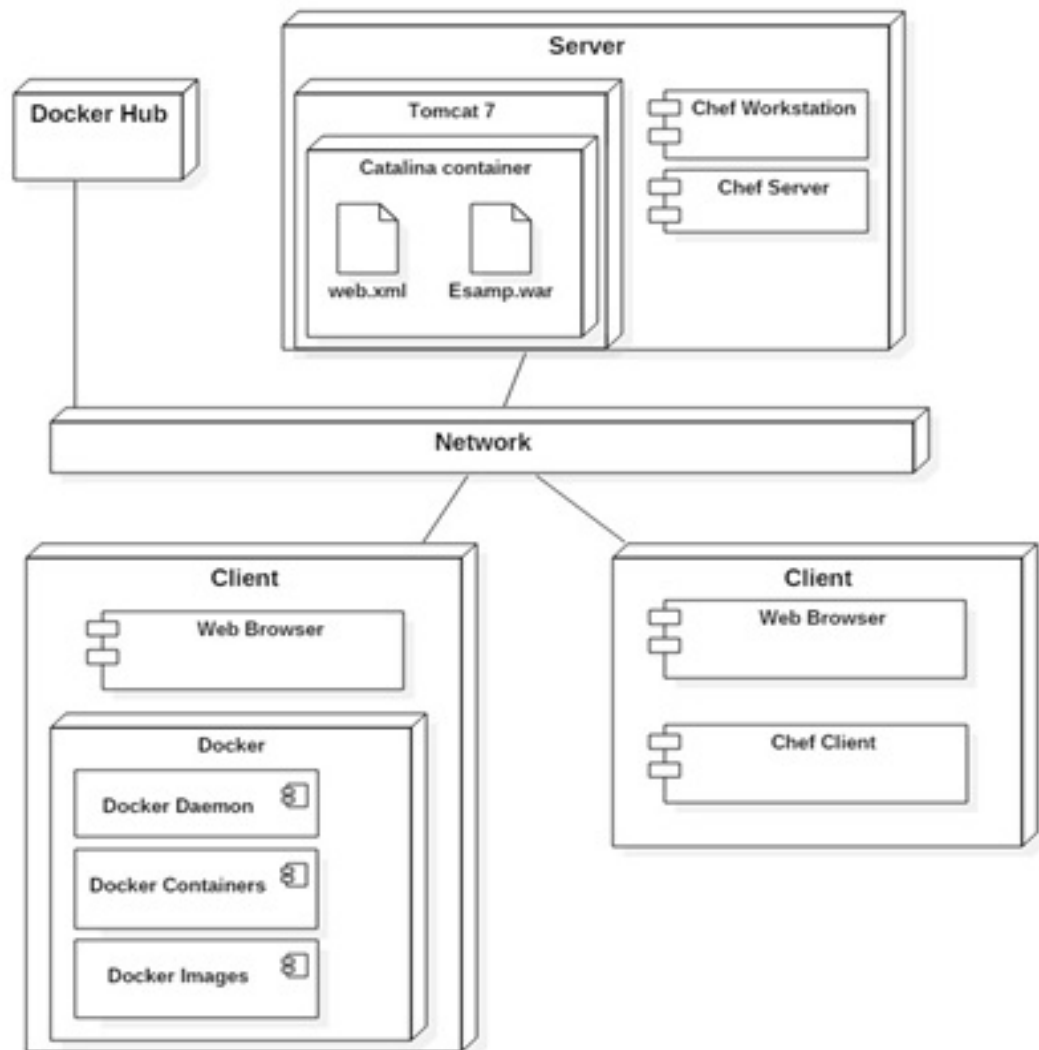 Server
Docker Hub
Tomcat 7
Chef Workstation
Catalina container
Chef Server
web.xml
Esamp.war
Network
Client
Web Browser
Docker
Docker Daemon
Docker Containers
Docker Images
Client
Web Browser
Chef Client